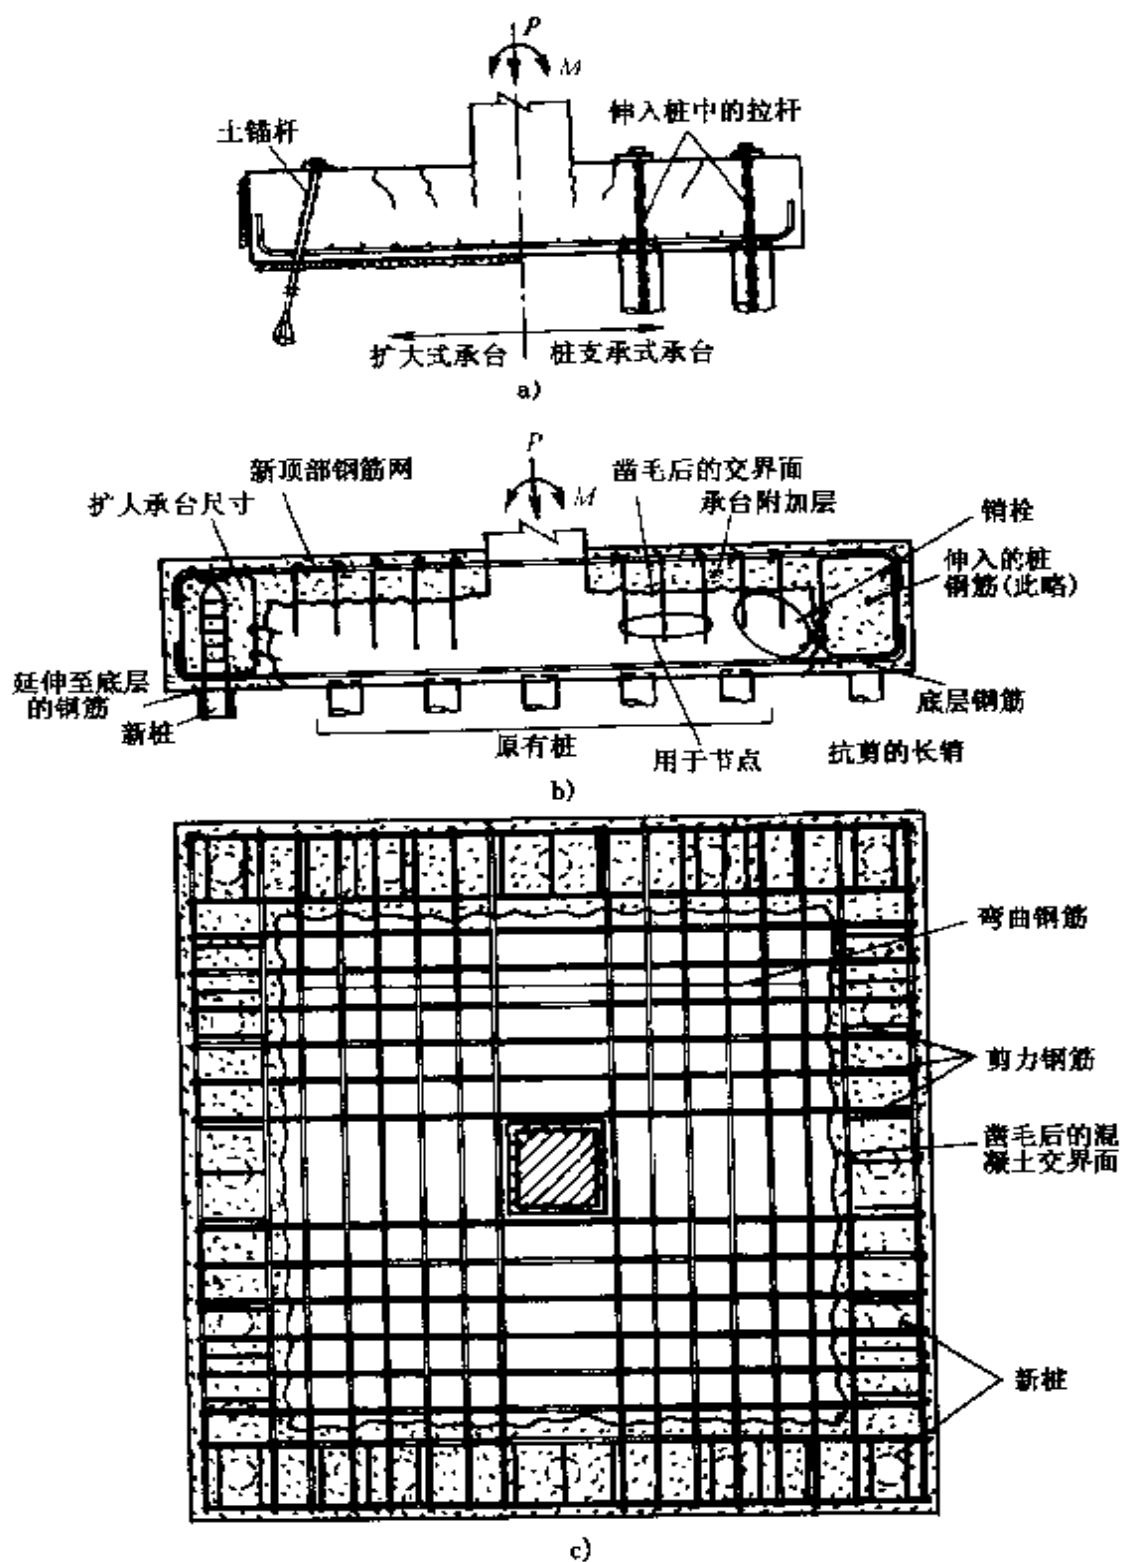 P
M
土锚杆
伸入桩中的拉杆
扩大式承台
桩支承式承台
a)
P
M
新顶部钢筋网
凿毛后的交界面
扩人承台尺寸
承台附加层
销栓
伸入的桩
钢筋(此略)
延伸至底层
的钢筋
新桩
底层钢筋
原有桩
用于节点
抗剪的长销
b)
弯曲钢筋
剪力钢筋
凿毛后的混
凝土交界面
新桩
c)